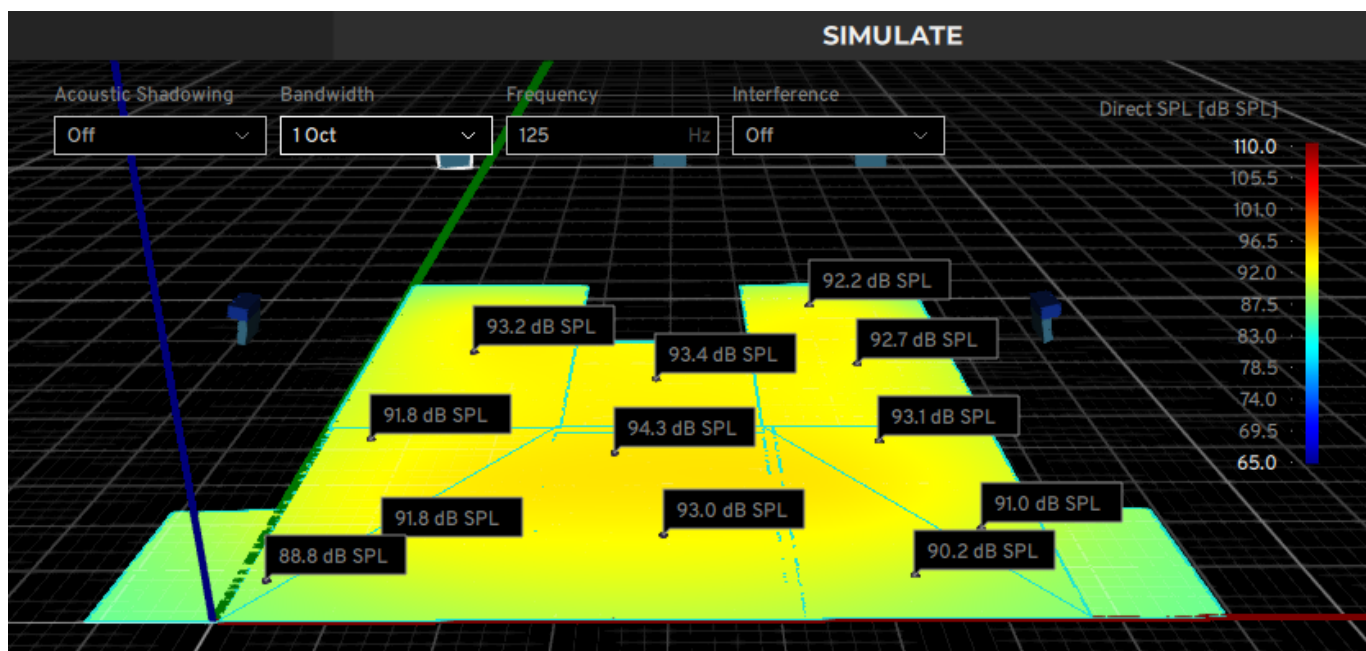 SIMULATE
Acoustic Shadowing
Bandwidth
Frequency
Interference
Off
1 Oct
125
Hz
Off
Direct SPL [dB SPL]
110.0
105.5
101.0
96.5
92.0
87.5
83.0
78.5
74.0
69.5
65.0
92.2 dB SPL
93.2 dB SPL
92.7 dB SPL
93.4 dB SPL
91.8 dB SPL
93.1 dB SPL
94.3 dB SPL
91.8 dB SPL
93.0 dB SPL
91.0 dB SPL
88.8 dB SPL
90.2 dB SPL